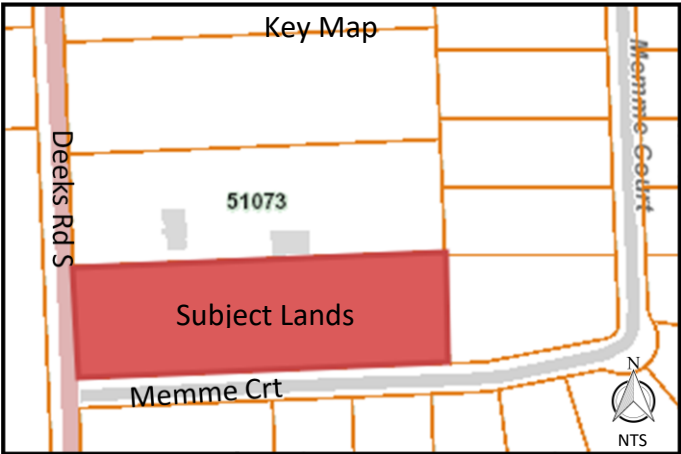 Key Map
Memme Court
Deeks Rd S
51073
Subject Lands
Memme Crt
N
NTS